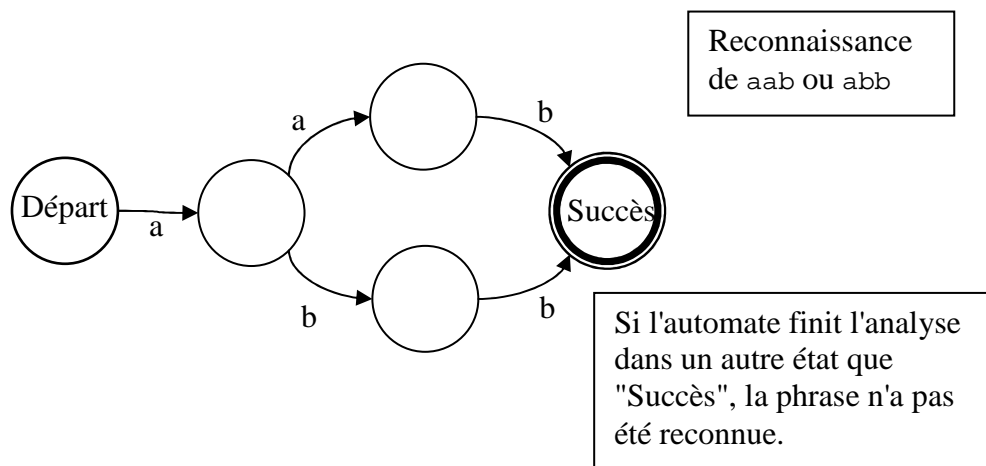 Reconnaissance
de aab ou abb
a
b
Départ
a
Succès
b
b
Si l'automate finit l'analyse
dans un autre état que
"Succès", la phrase n'a pas
été reconnue.